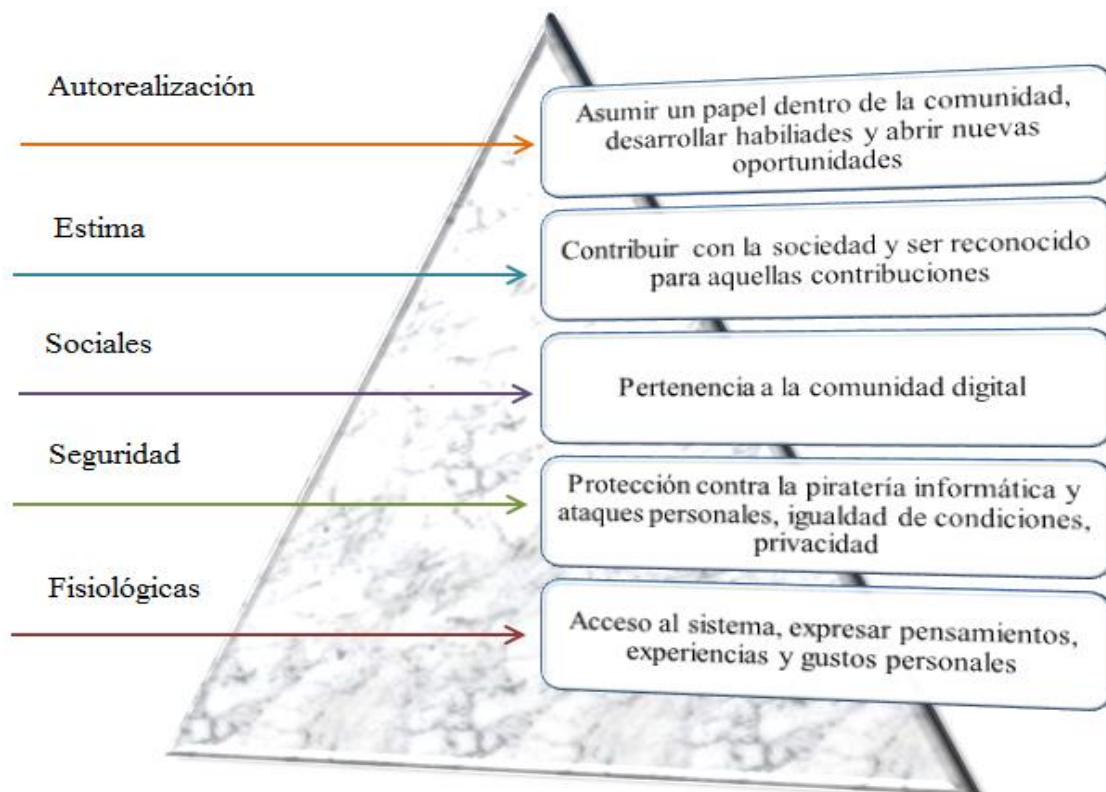 Autorealización
Asumir un papel dentro de la comunidad,
desarrollar habiliades y abrir nuevas
oportunidades
Estima
Contribuir con la sociedad y ser reconocido
para aquellas contribuciones
Sociales
Pertenencia a la comunidad digital
Seguridad
Protección contra la piratería informática y
ataques personales, igualdad de condiciones,
privacidad
Fisiológicas
Acceso al sistema, expresar pensamientos,
experiencias y gustos personales